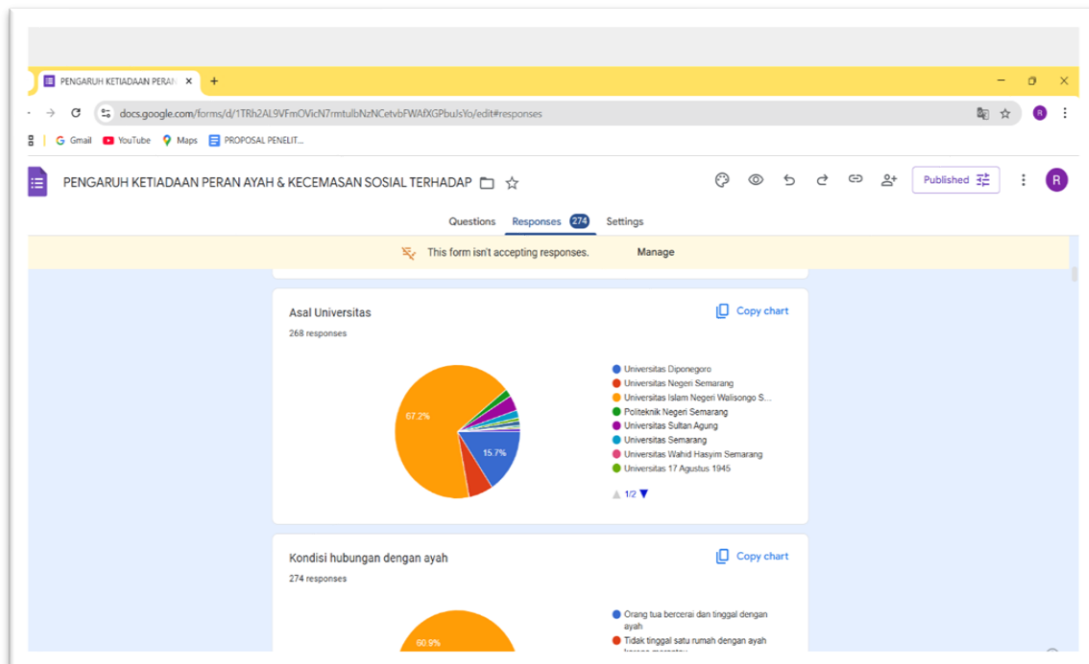 PENGARUH KETIADAAN PERAN
docs.google.com/forms/d/1TRh2AL9VFmOVicN7rmtulbNzNCetvbFWAfXGPbuJsYo/edit#responses
R
Gmail YouTube Maps PROPOSAL PENELIT...
PENGARUH KETIADAAN PERAN AYAH & KECEMASAN SOSIAL TERHADAP
Published
R
Questions Responses 274 Settings
This form isn't accepting responses. Manage
Asal Universitas
Copy chart
268 responses
67.2%
15.7%
Universitas Diponegoro
Universitas Negeri Semarang
Universitas Islam Negeri Walisongo S...
Politeknik Negeri Semarang
Universitas Sultan Agung
Universitas Semarang
Universitas Wahid Hasyim Semarang
Universitas 17 Agustus 1945
1/2
Kondisi hubungan dengan ayah
Copy chart
274 responses
60.9%
Orang tua bercerai dan tinggal dengan
ayah
Tidak tinggal satu rumah dengan ayah